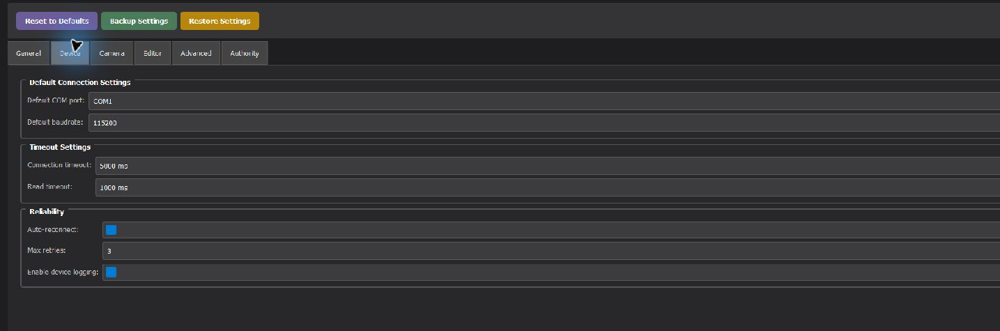 Reset to Defaults Backup Settings Restore Settings
General Device Camera Editor Advanced Authority
Default Connection Settings
Default COM port: COM1
Default baudrate: 115200
Timeout Settings
Connection timeout: 5000 ms
Read timeout: 1000 ms
Reliability
Auto-reconnect:
Max retries: 3
Enable device logging: